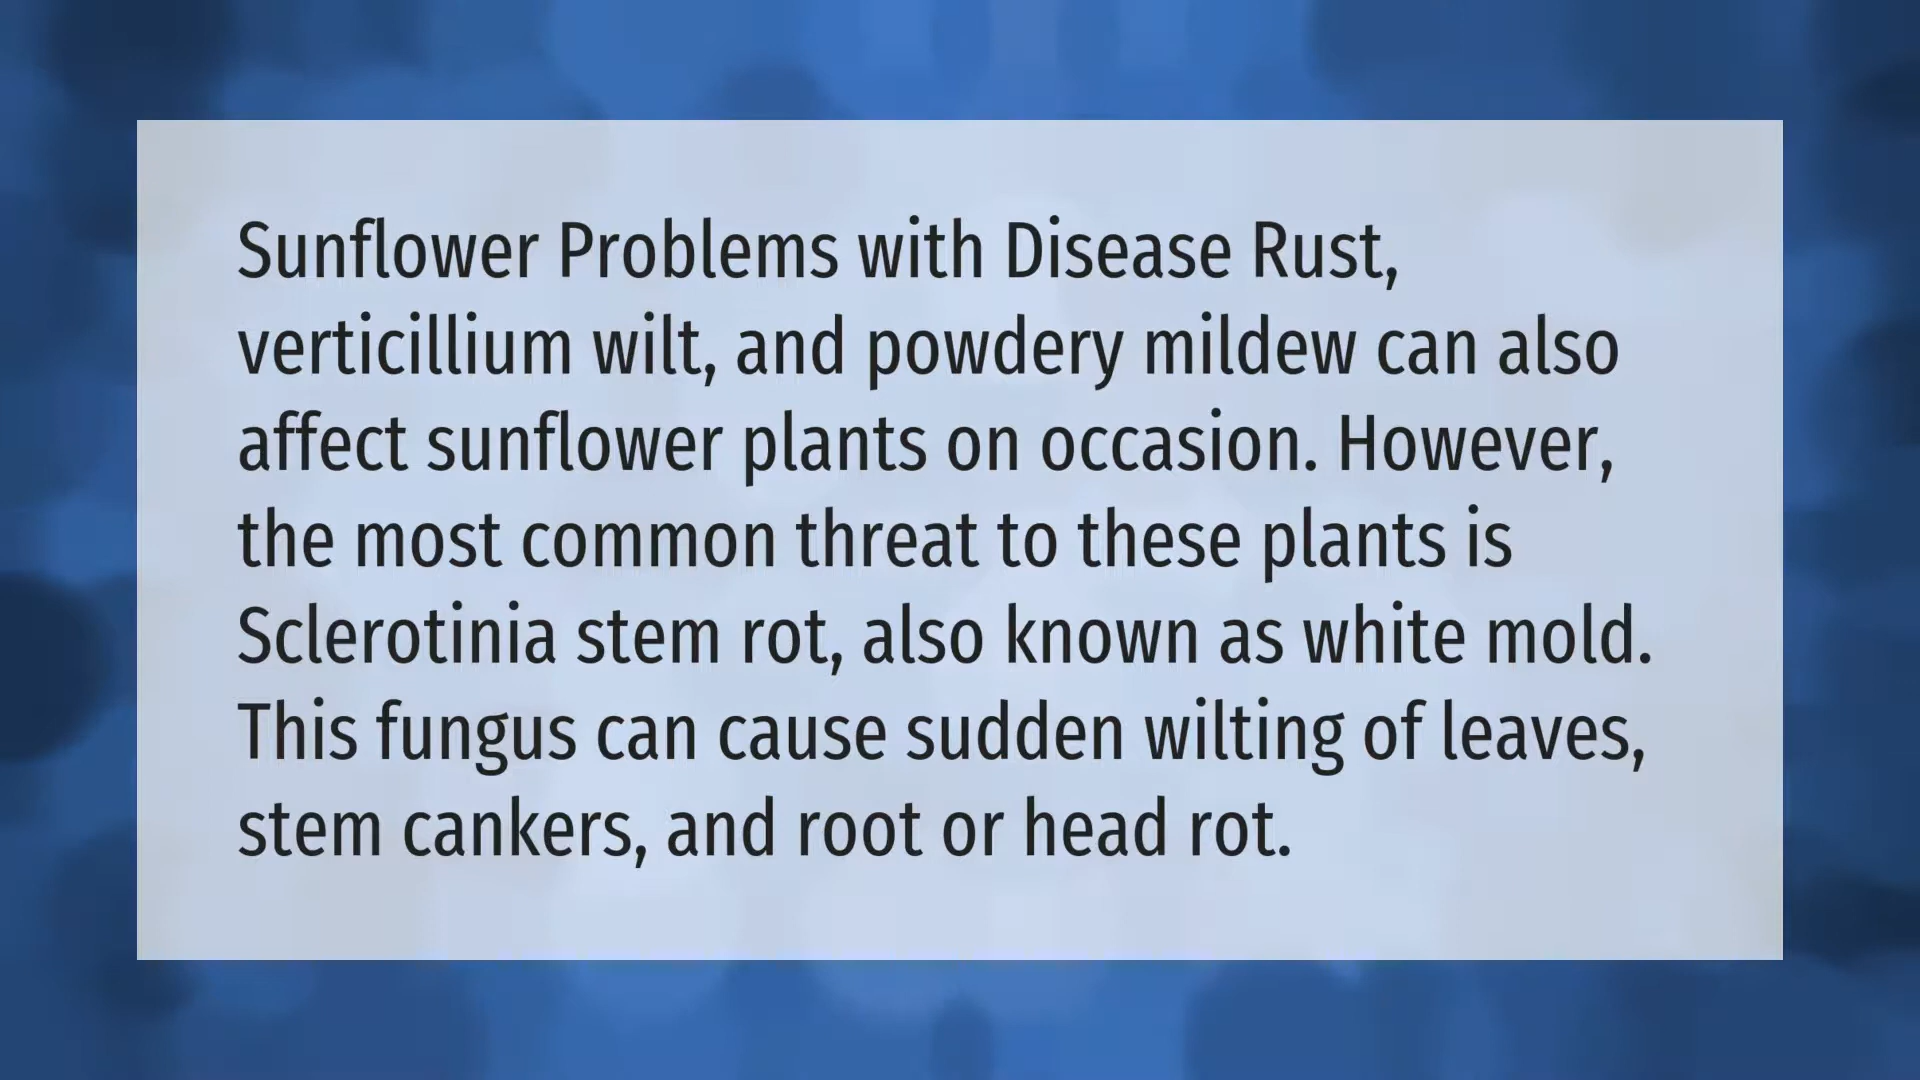 Sunflower Problems with Disease Rust,
verticillium wilt, and powdery mildew can also
affect sunflower plants on occasion. However,
the most common threat to these plants is
Sclerotinia stem rot, also known as white mold.
This fungus can cause sudden wilting of leaves,
stem cankers, and root or head rot.